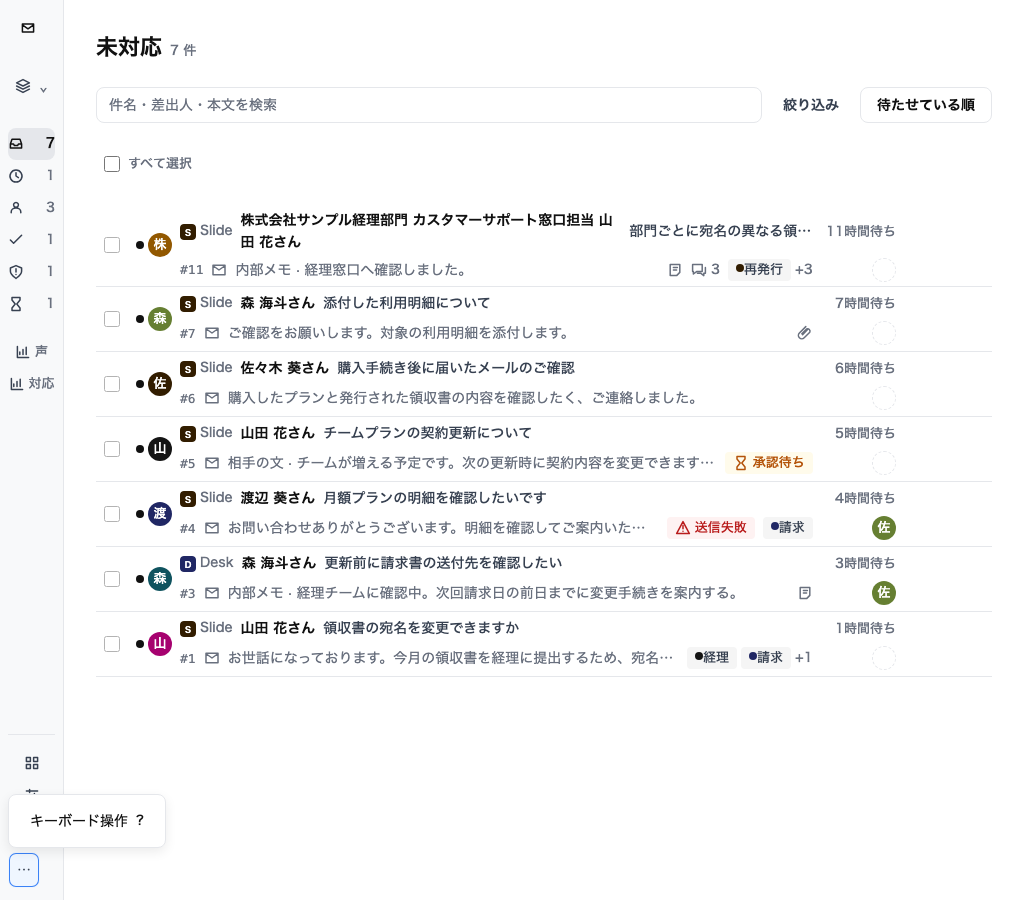 未対応 7 件
件名・差出人・本文を検索
絞り込み
待たせている順
すべて選択
7
1
3
1
1
1
声
対応
株
S Slide 株式会社サンプル経理部門 カスタマーサポート窓口担当 山
田 花さん
部門ごとに宛名の異なる領…
11時間待ち
#11 内部メモ · 経理窓口へ確認しました。
3 再発行 +3
森
S Slide 森 海斗さん 添付した利用明細について
7時間待ち
#7 ご確認をお願いします。対象の利用明細を添付します。
佐
S Slide 佐々木 葵さん 購入手続き後に届いたメールのご確認
6時間待ち
#6 購入したプランと発行された領収書の内容を確認したく、ご連絡しました。
山
S Slide 山田 花さん チームプランの契約更新について
5時間待ち
#5 相手の文 · チームが増える予定です。次の更新時に契約内容を変更できます… 承認待ち
渡
S Slide 渡辺 葵さん 月額プランの明細を確認したいです
4時間待ち
#4 お問い合わせありがとうございます。明細を確認してご案内いた… 送信失敗 請求 佐
森
D Desk 森 海斗さん 更新前に請求書の送付先を確認したい
3時間待ち
#3 内部メモ · 経理チームに確認中。次回請求日の前日までに変更手続きを案内する。 佐
山
S Slide 山田 花さん 領収書の宛名を変更できますか
1時間待ち
#1 お世話になっております。今月の領収書を経理に提出するため、宛名… 経理 請求 +1
キーボード操作 ?
…